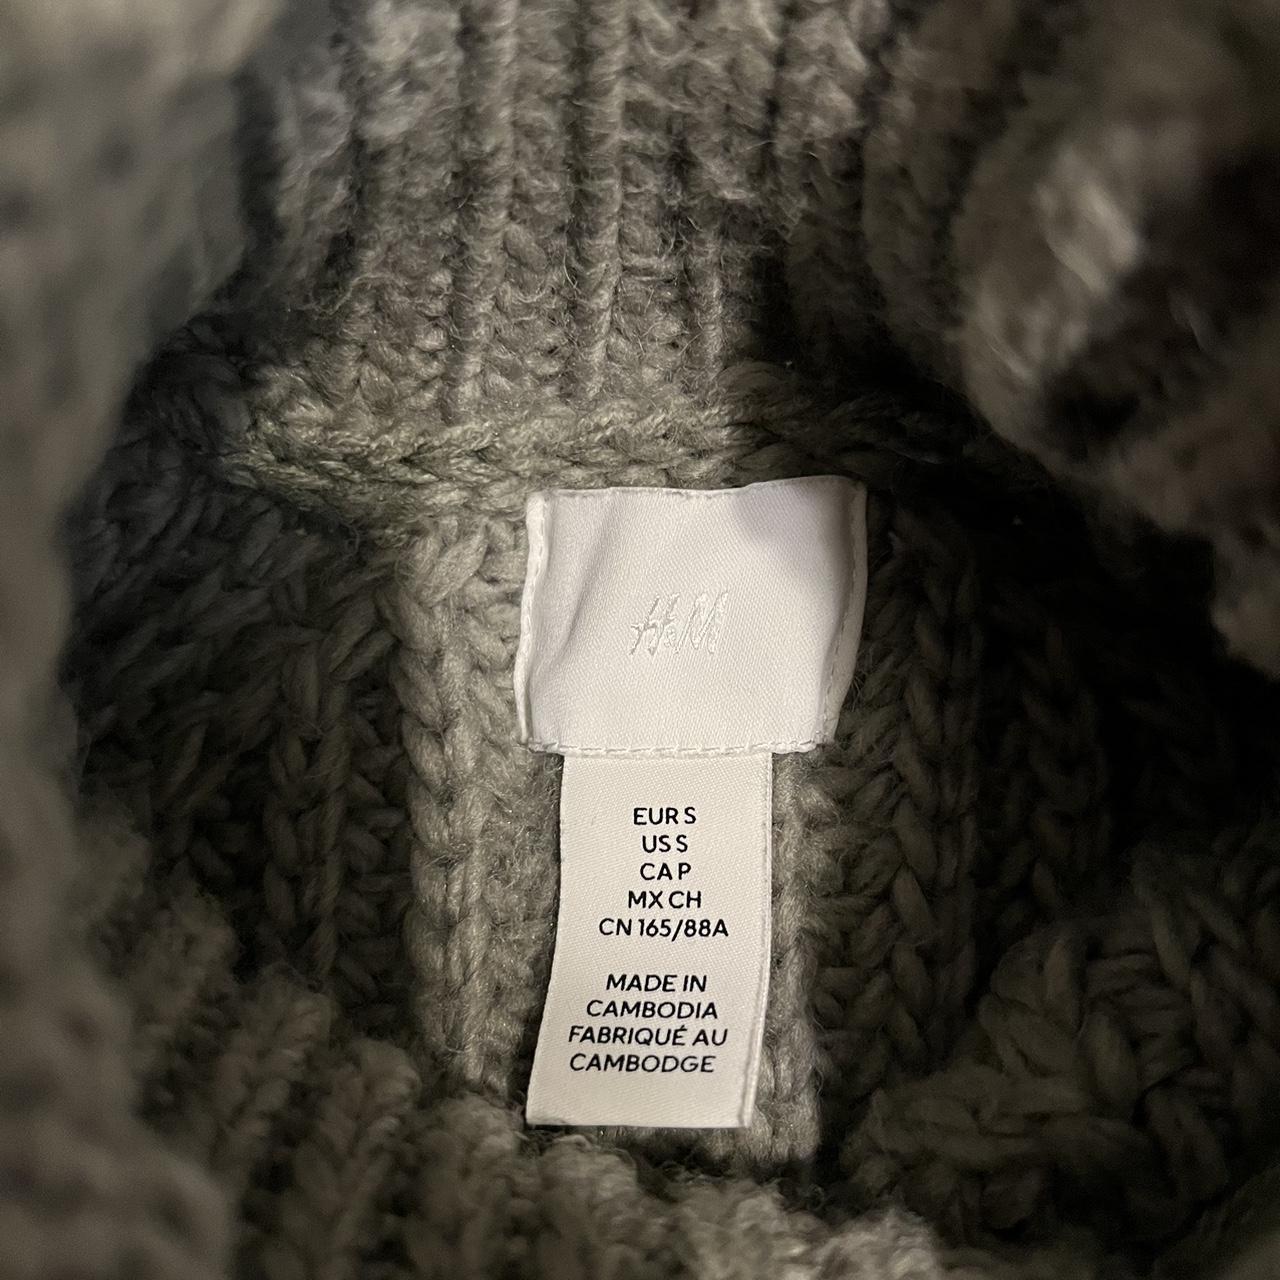 H&M
EUR S
US S
CA P
MX CH
CN 165/88A
MADE IN
CAMBODIA
FABRIQUÉ AU
CAMBODGE